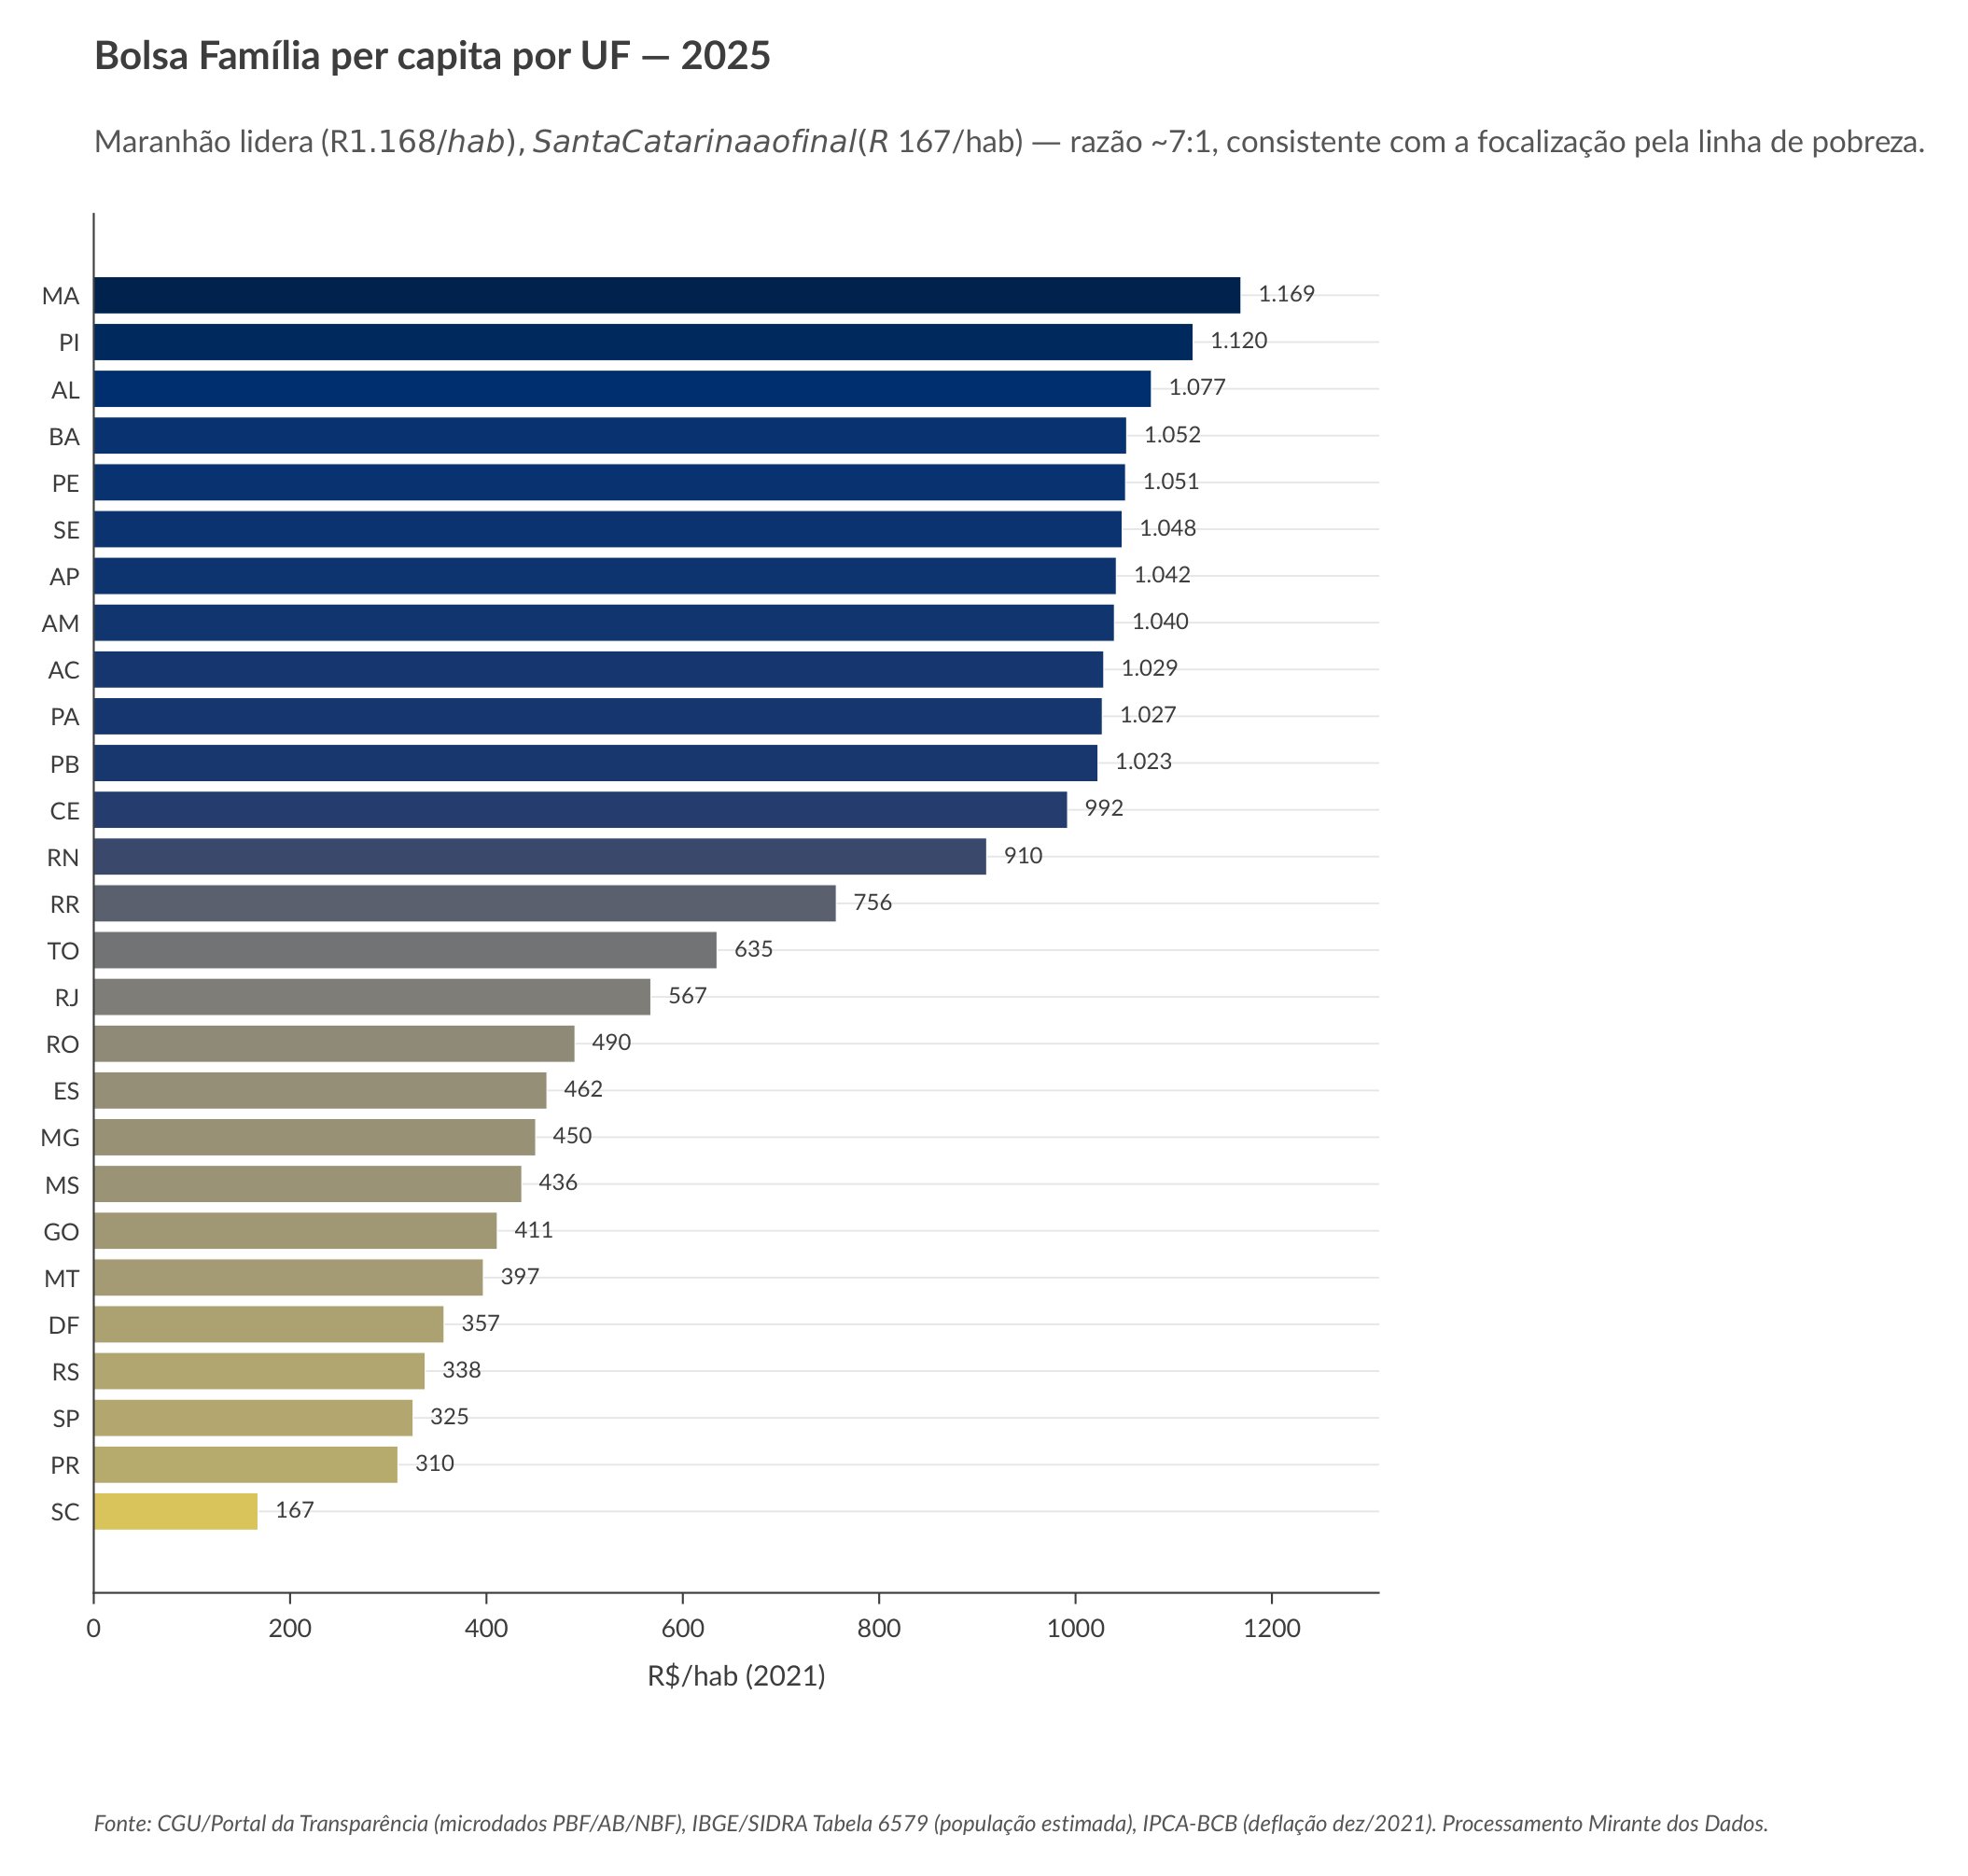 Bolsa Família per capita por UF — 2025
Maranhão lidera (R1.168/hab), SantaCatarinaaofinal(R 167/hab) — razão ~7:1, consistente com a focalização pela linha de pobreza.
MA 1.169
PI 1.120
AL 1.077
BA 1.052
PE 1.051
SE 1.048
AP 1.042
AM 1.040
AC 1.029
PA 1.027
PB 1.023
CE 992
RN 910
RR 756
TO 635
RJ 567
RO 490
ES 462
MG 450
MS 436
GO 411
MT 397
DF 357
RS 338
SP 325
PR 310
SC 167
0 200 400 600 800 1000 1200
R$/hab (2021)
Fonte: CGU/Portal da Transparência (microdados PBF/AB/NBF), IBGE/SIDRA Tabela 6579 (população estimada), IPCA-BCB (deflação dez/2021). Processamento Mirante dos Dados.